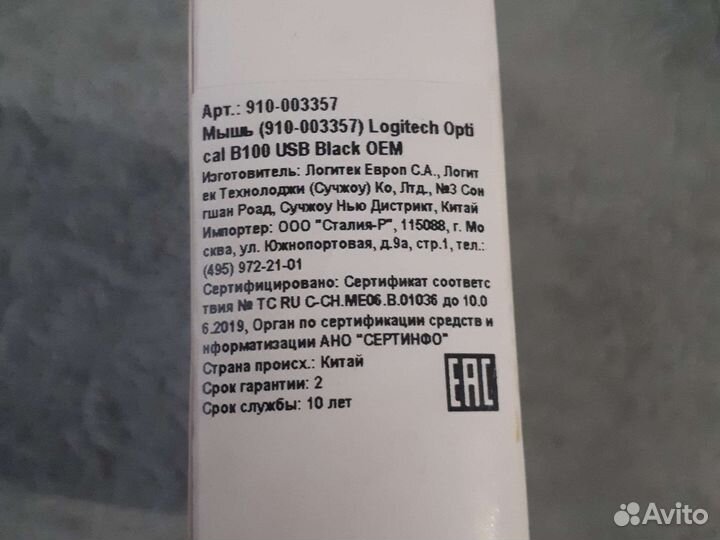 Арт.: 910-003357
Мышь (910-003357) Logitech Opti
cal B100 USB Black OEM
Изготовитель: Логитек Европ С.А., Логит
ек Технолоджи (Сучжоу) Ко, Лтд., №3 Сон
гшан Роад, Сучжоу Нью Дистрикт, Китай
Импортер: ООО "Сталия-Р", 115088, г. Мо
сква, ул. Южнопортовая, д.9а, стр.1, тел.:
(495) 972-21-01
Сертифицировано: Сертификат соответс
твия № ТС RU C-CH.ME06.B.01036 до 10.0
6.2019, Орган по сертификации средств и
нформатизации АНО "СЕРТИНФО"
Страна происх.: Китай
Срок гарантии: 2
Срок службы: 10 лет
EAC
Avito